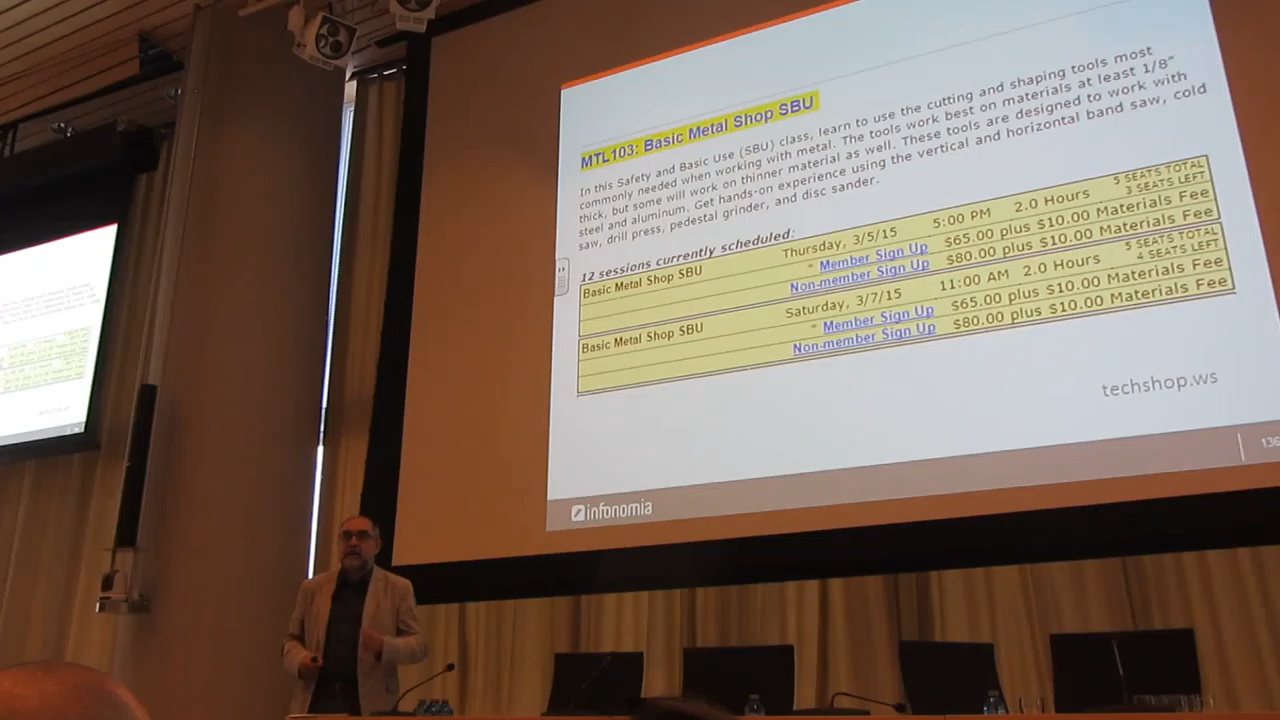 MTL103: Basic Metal Shop SBU
In this Safety and Basic Use (SBU) class, learn to use the cutting and shaping tools most
commonly needed when working with metal. The tools work best on materials at least 1/8"
thick, but some will work on thinner material as well. These tools are designed to work with
steel and aluminum. Get hands-on experience using the vertical and horizontal band saw, cold
saw, drill press, pedestal grinder, and disc sander.
12 sessions currently scheduled:
Basic Metal Shop SBU Thursday, 3/5/15 5:00 PM 2.0 Hours 5 SEATS TOTAL
3 SEATS LEFT
Member Sign Up $65.00 plus $10.00 Materials Fee
Non-member Sign Up $80.00 plus $10.00 Materials Fee
Basic Metal Shop SBU Saturday, 3/7/15 11:00 AM 2.0 Hours 5 SEATS TOTAL
4 SEATS LEFT
Member Sign Up $65.00 plus $10.00 Materials Fee
Non-member Sign Up $80.00 plus $10.00 Materials Fee
techshop.ws
136
infonomia